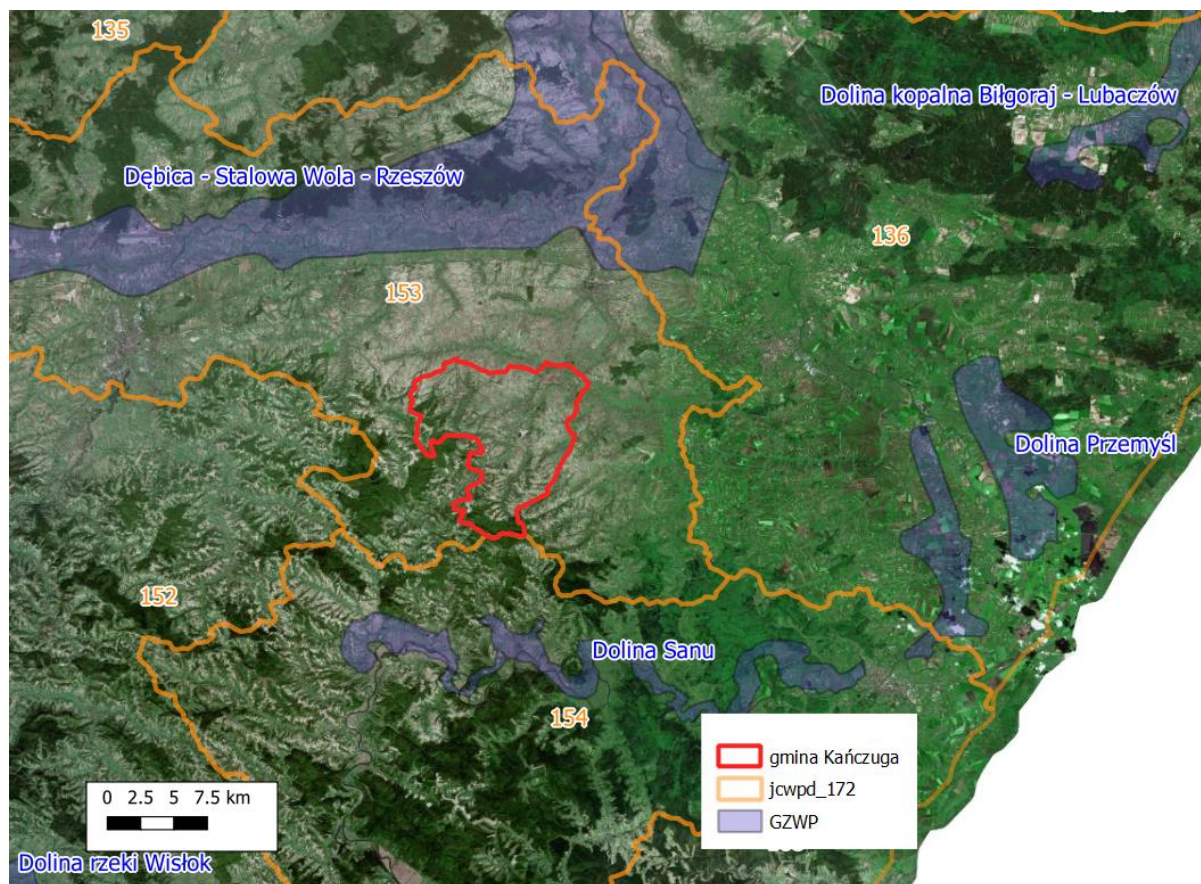 135
Dolina kopalna Biłgoraj - Lubaczów
Dębica - Stalowa Wola - Rzeszów
136
153
Dolina Przemyśl
152
Dolina Sanu
154
gmina Kańczuga
jcwpd_172
GZWP
0 2.5 5 7.5 km
Dolina rzeki Wisłok